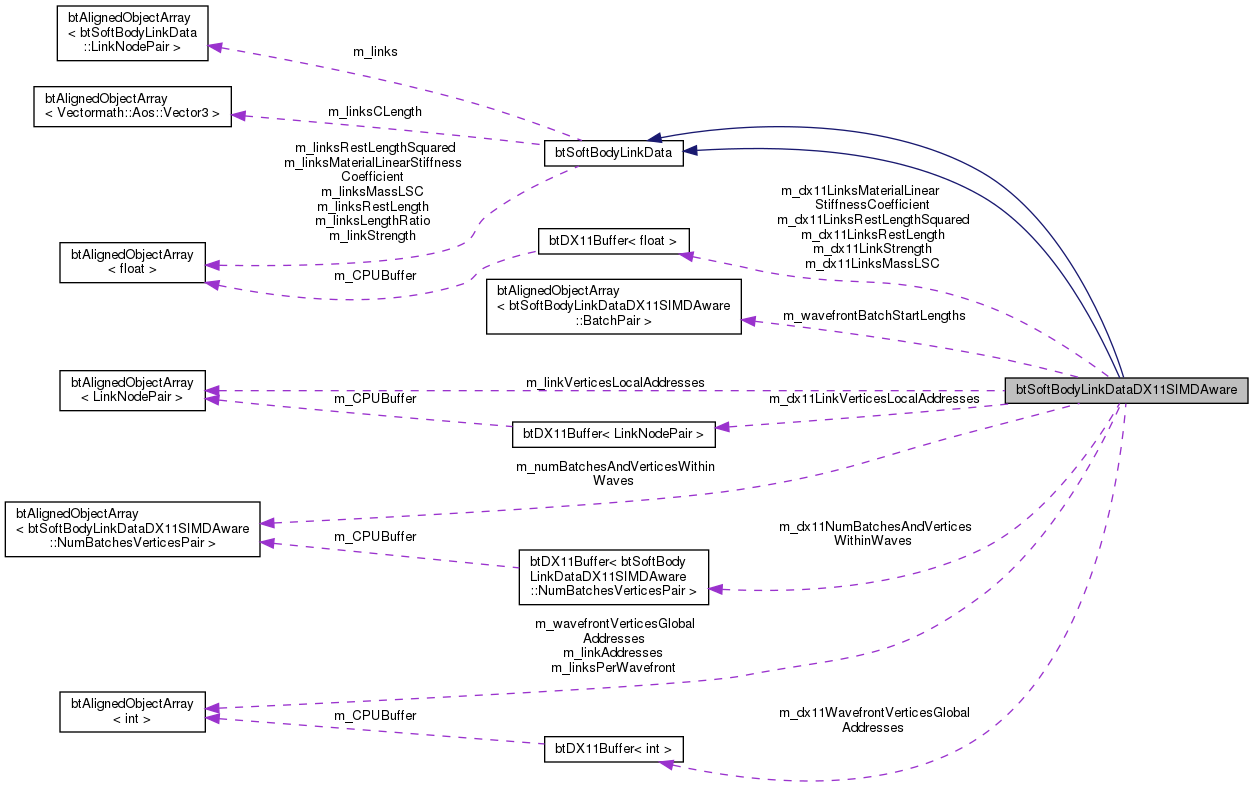 btAlignedObjectArray
< btSoftBodyLinkData
::LinkNodePair >
m_links
btAlignedObjectArray
< Vectormath::Aos::Vector3 >
m_linksCLength
btSoftBodyLinkData
m_linksRestLengthSquared
m_linksMaterialLinearStiffness
Coefficient
m_linksMassLSC
m_linksRestLength
m_linksLengthRatio
m_linkStrength
m_dx11LinksMaterialLinear
StiffnessCoefficient
m_dx11LinksRestLengthSquared
m_dx11LinksRestLength
m_dx11LinkStrength
m_dx11LinksMassLSC
btDX11Buffer< float >
btAlignedObjectArray
< float >
m_CPUBuffer
btAlignedObjectArray
< btSoftBodyLinkDataDX11SIMDAware
::BatchPair >
m_wavefrontBatchStartLengths
btSoftBodyLinkDataDX11SIMDAware
m_linkVerticesLocalAddresses
btAlignedObjectArray
< LinkNodePair >
m_CPUBuffer
m_dx11LinkVerticesLocalAddresses
btDX11Buffer< LinkNodePair >
m_numBatchesAndVerticesWithin
Waves
btAlignedObjectArray
< btSoftBodyLinkDataDX11SIMDAware
::NumBatchesVerticesPair >
m_CPUBuffer
m_dx11NumBatchesAndVertices
WithinWaves
btDX11Buffer< btSoftBody
LinkDataDX11SIMDAware
::NumBatchesVerticesPair >
m_wavefrontVerticesGlobal
Addresses
m_linkAddresses
m_linksPerWavefront
btAlignedObjectArray
< int >
m_CPUBuffer
m_dx11WavefrontVerticesGlobal
Addresses
btDX11Buffer< int >